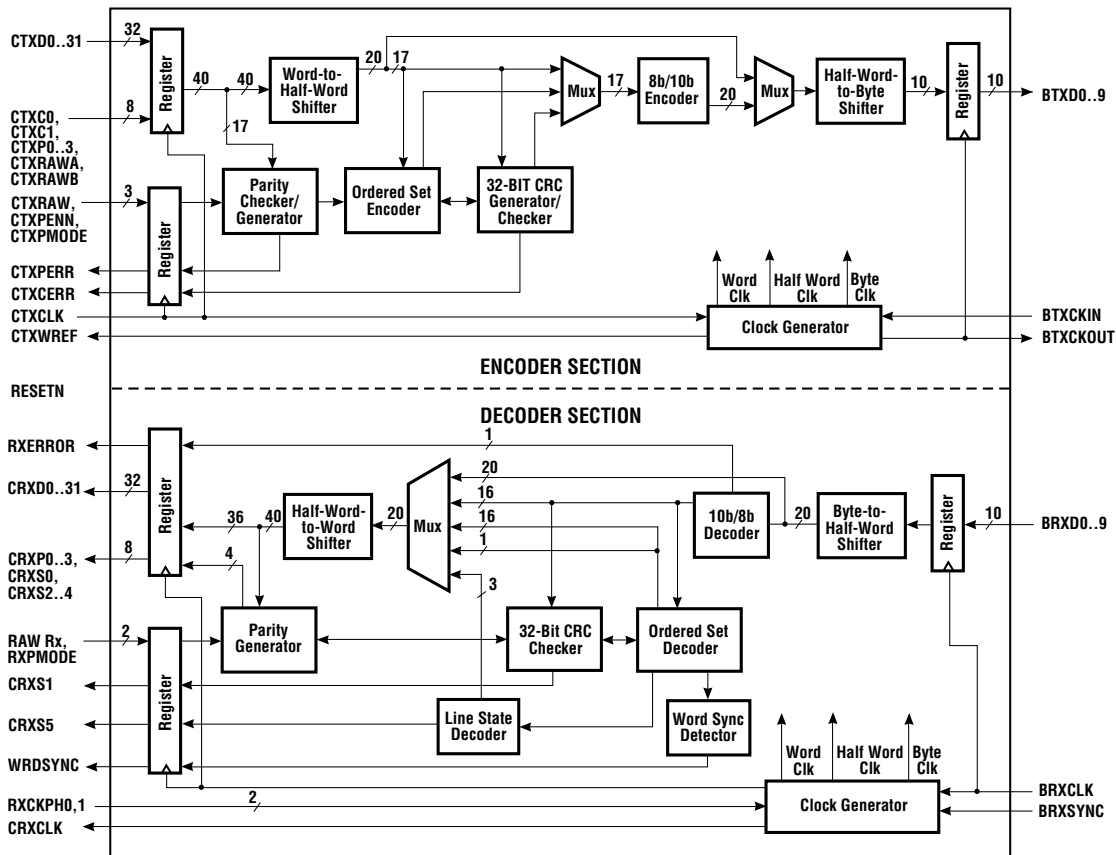 CTXD0..31
32
Register
40
40
Word-to-
Half-Word
Shifter
20
17
Mux
17
8b/10b
Encoder
20
Mux
Half-Word-
to-Byte
Shifter
10
Register
10
BTXD0..9
CTXC0,
CTXC1,
CTXP0..3,
CTXRAWA,
CTXRAWB
8
17
CTXRAW,
CTXPENN,
CTXPMODE
3
Register
Parity
Checker/
Generator
Ordered Set
Encoder
32-BIT CRC
Generator/
Checker
CTXPERR
CTXCERR
CTXCLK
CTXWREF
Word
Clk
Half Word
Clk
Byte
Clk
Clock Generator
BTXCKIN
BTXCKOUT
ENCODER SECTION
RESETN
DECODER SECTION
RXERROR
CRXD0..31
32
CRXP0..3,
CRXS0,
CRXS2..4
8
Register
36
4
40
Half-Word-
to-Word
Shifter
20
Mux
1
20
16
16
1
3
10b/8b
Decoder
20
Byte-to-
Half-Word
Shifter
Register
10
BRXD0..9
RAW Rx,
RXPMODE
2
Register
Parity
Generator
32-Bit CRC
Checker
Ordered Set
Decoder
CRXS1
CRXS5
WRDSYNC
Line State
Decoder
Word Sync
Detector
RXCKPH0,1
2
CRXCLK
Word
Clk
Half Word
Clk
Byte
Clk
Clock Generator
BRXCLK
BRXSYNC